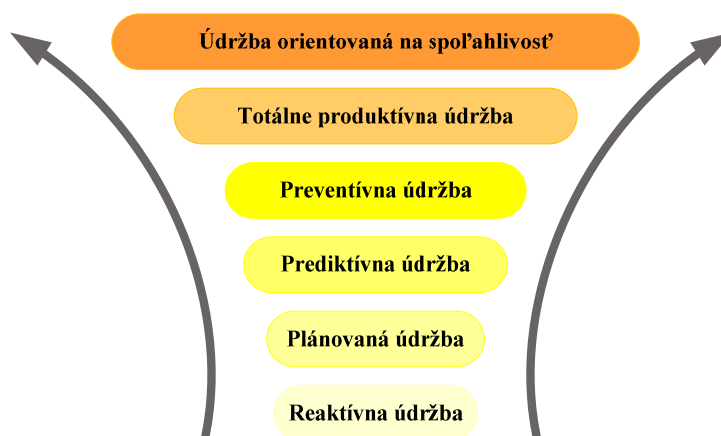 Údržba orientovaná na spoľahlivosť
Totálne produktívna údržba
Preventívna údržba
Prediktívna údržba
Plánovaná údržba
Reaktívna údržba